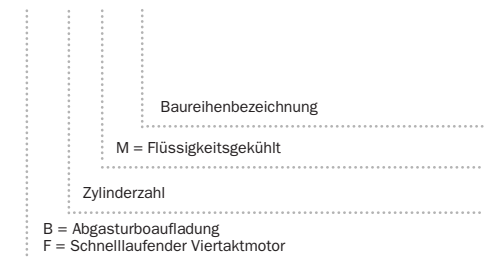 Baureihenbezeichnung
M = Flüssigkeitsgekühlt
Zylinderzahl
B = Abgasturboaufladung
F = Schnelllaufender Viertaktmotor